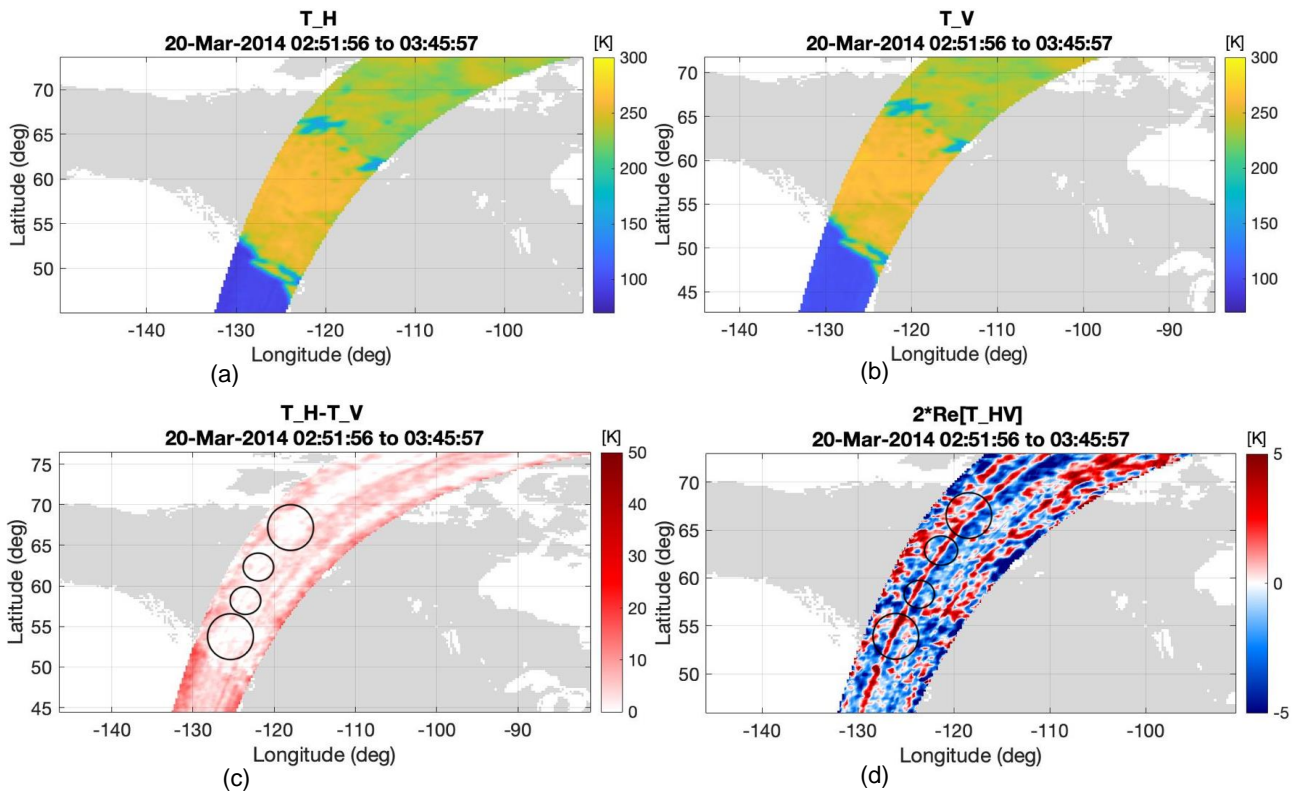 T_H
20-Mar-2014 02:51:56 to 03:45:57
[K]
300
250
200
150
100
70
65
60
55
50
Latitude (deg)
-140
-130
-120
-110
-100
Longitude (deg)
(a)
T_V
20-Mar-2014 02:51:56 to 03:45:57
[K]
300
250
200
150
100
70
65
60
55
50
45
Latitude (deg)
-140
-130
-120
-110
-100
-90
Longitude (deg)
(b)
T_H-T_V
20-Mar-2014 02:51:56 to 03:45:57
[K]
50
40
30
20
10
0
75
70
65
60
55
50
45
Latitude (deg)
-140
-130
-120
-110
-100
-90
Longitude (deg)
(c)
2*Re[T_HV]
20-Mar-2014 02:51:56 to 03:45:57
[K]
5
0
-5
70
65
60
55
50
Latitude (deg)
-140
-130
-120
-110
-100
Longitude (deg)
(d)